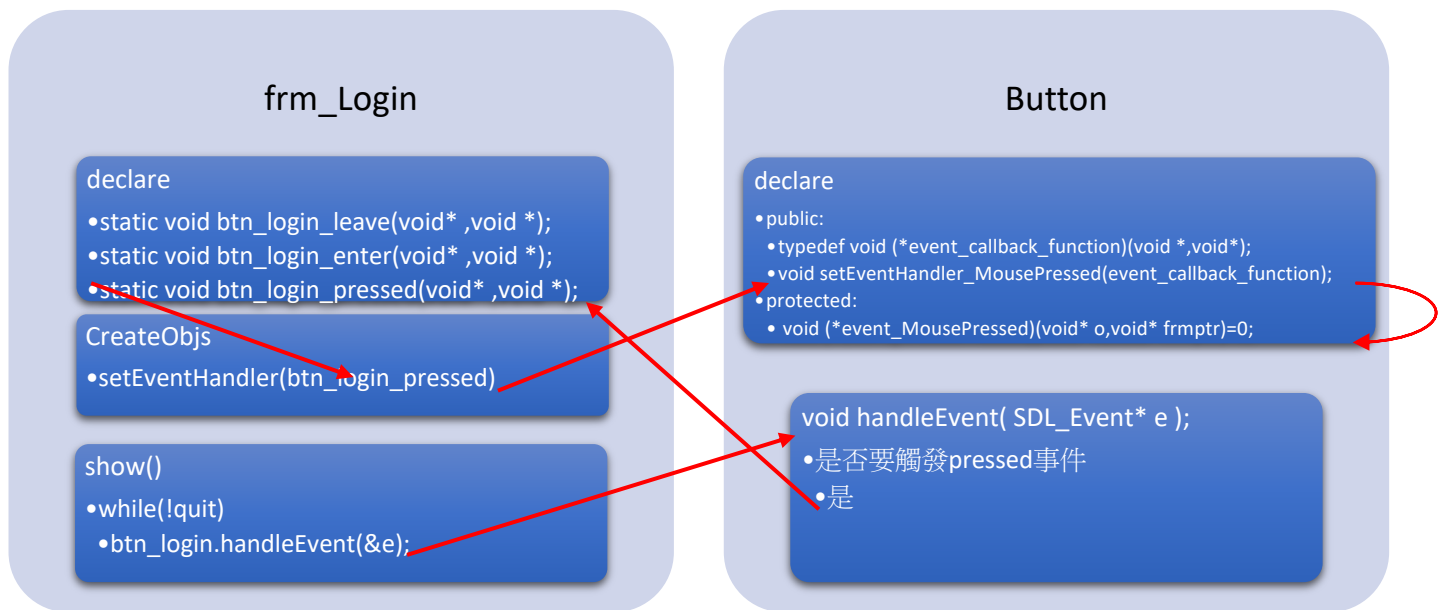 frm_Login
declare
•static void btn_login_leave(void* ,void *);
•static void btn_login_enter(void* ,void *);
•static void btn_login_pressed(void* ,void *);
CreateObjs
•setEventHandler(btn_login_pressed)
show()
•while(!quit)
•btn_login.handleEvent(&e);
Button
declare
•public:
•typedef void (*event_callback_function)(void *,void*);
•void setEventHandler_MousePressed(event_callback_function);
•protected:
• void (*event_MousePressed)(void* o,void* frmptr)=0;
void handleEvent( SDL_Event* e );
•是否要觸發pressed事件
•是